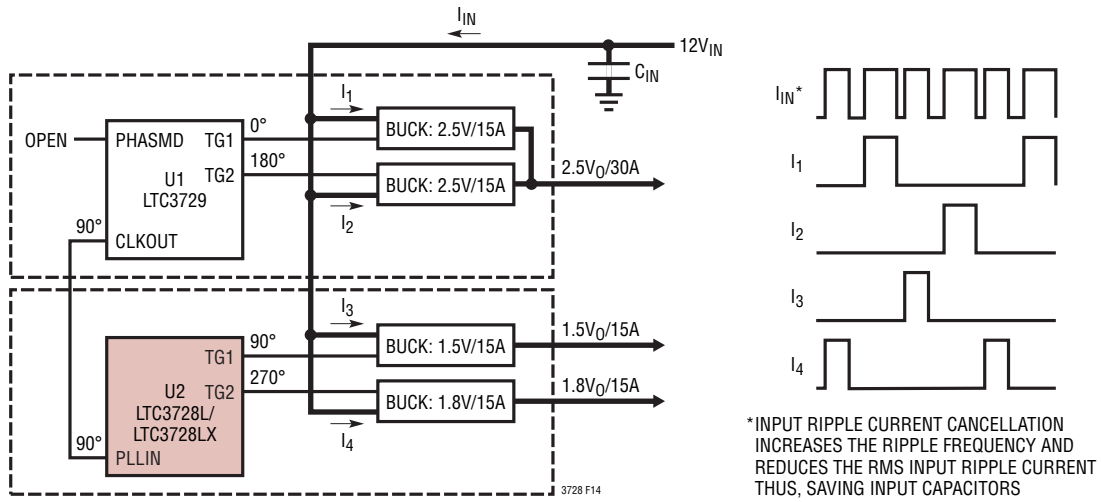 I_IN
12V_IN
C_IN
I_1
BUCK: 2.5V/15A
OPEN
PHASMD
TG1
0°
U1
LTC3729
TG2
180°
BUCK: 2.5V/15A
2.5V_O/30A
90°
CLKOUT
I_2
I_3
BUCK: 1.5V/15A
1.5V_O/15A
TG1
90°
U2
LTC3728L/
LTC3728LX
TG2
270°
BUCK: 1.8V/15A
1.8V_O/15A
90°
PLLIN
I_4
3728 F14
I_IN*
I_1
I_2
I_3
I_4
*INPUT RIPPLE CURRENT CANCELLATION
INCREASES THE RIPPLE FREQUENCY AND
REDUCES THE RMS INPUT RIPPLE CURRENT
THUS, SAVING INPUT CAPACITORS